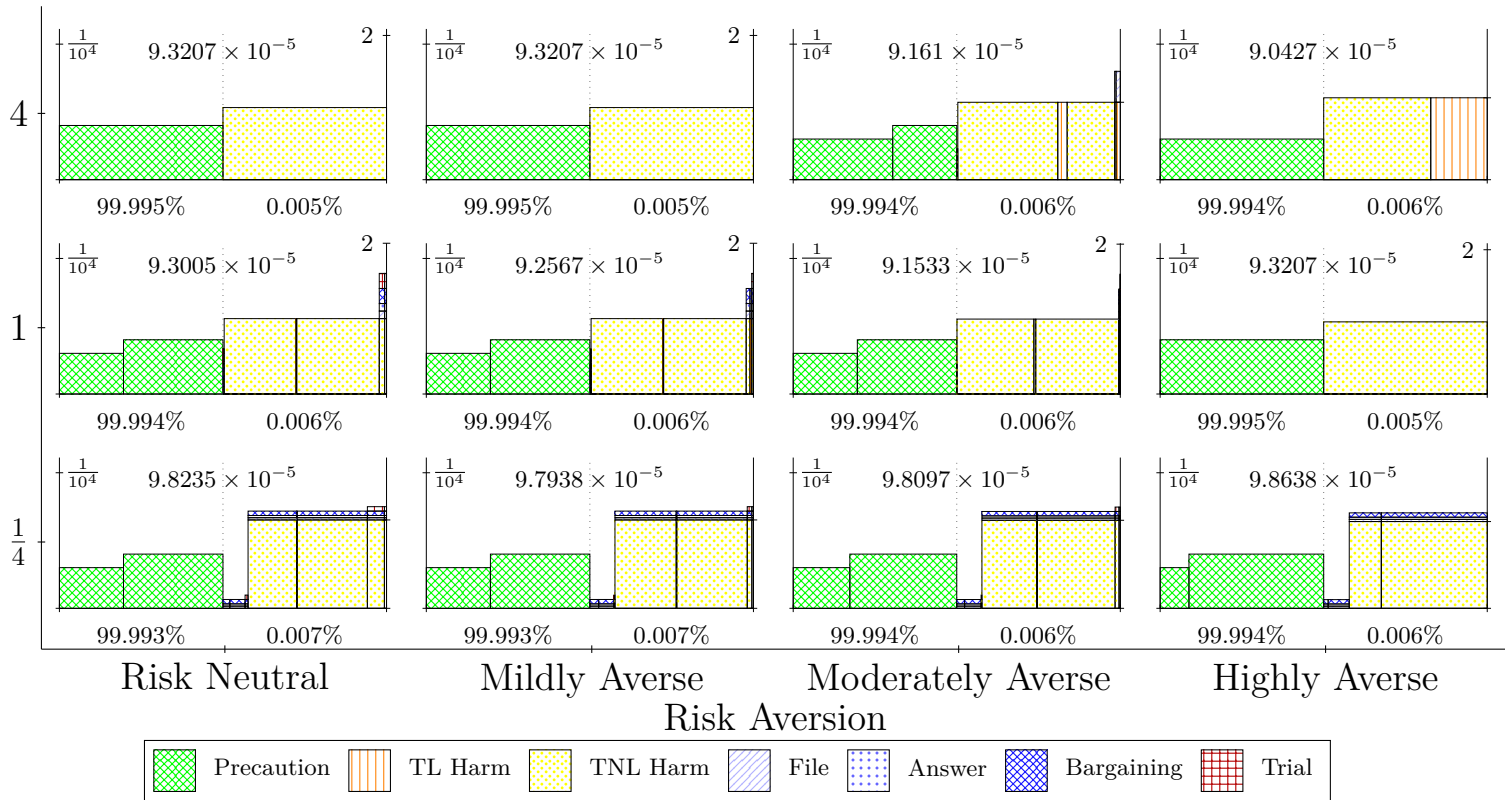 1/10^4 9.3207 × 10^−5 2 1/10^4 9.3207 × 10^−5 2 1/10^4 9.161 × 10^−5 1/10^4 9.0427 × 10^−5
4
99.995% 0.005% 99.995% 0.005% 99.994% 0.006% 99.994% 0.006%
1/10^4 9.3005 × 10^−5 2 1/10^4 9.2567 × 10^−5 2 1/10^4 9.1533 × 10^−5 2 1/10^4 9.3207 × 10^−5 2
1
99.994% 0.006% 99.994% 0.006% 99.994% 0.006% 99.995% 0.005%
1/10^4 9.8235 × 10^−5 1/10^4 9.7938 × 10^−5 1/10^4 9.8097 × 10^−5 1/10^4 9.8638 × 10^−5
1/4
99.993% 0.007% 99.993% 0.007% 99.994% 0.006% 99.994% 0.006%
Risk Neutral Mildly Averse Moderately Averse Highly Averse
Risk Aversion
Precaution TL Harm TNL Harm File Answer Bargaining Trial